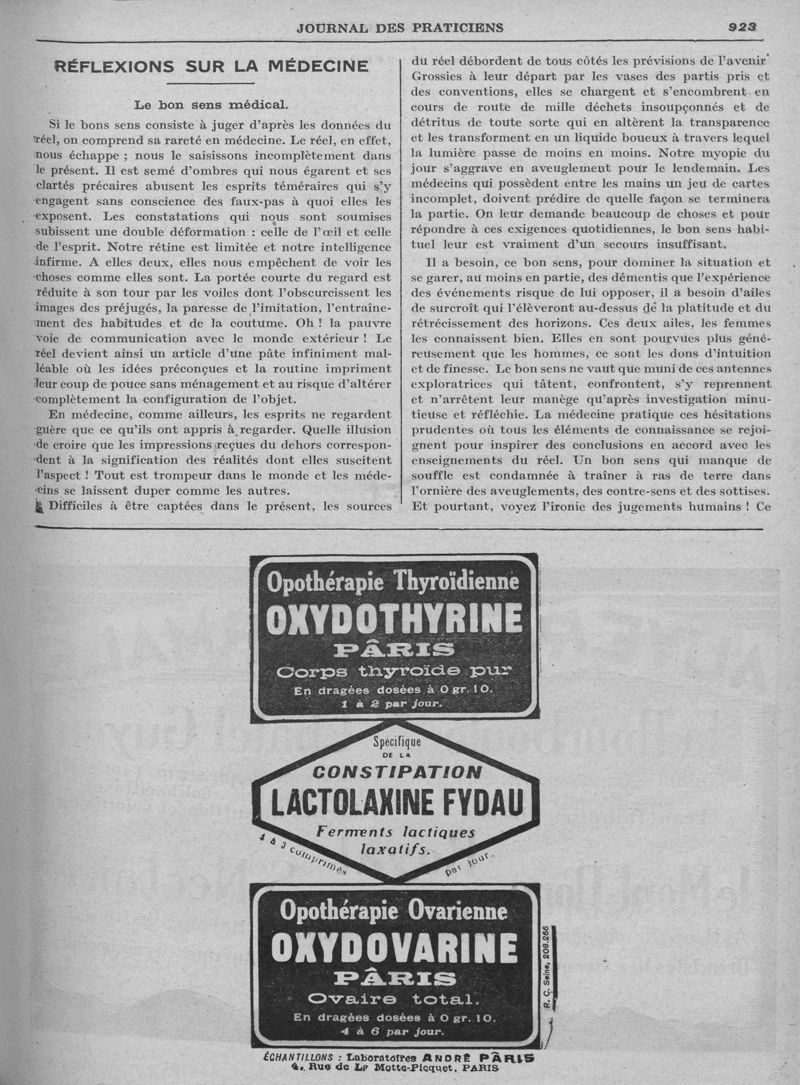 JOURNAL DES PRATICIENS 923
RÉFLEXIONS SUR LA MÉDECINE
Le bon sens médical.
Si le bons sens consiste à juger d'après les données du
réel, on comprend sa rareté en médecine. Le réel, en effet,
nous échappe ; nous le saisissons incomplètement dans
le présent. Il est semé d'ombres qui nous égarent et ses
clartés précaires abusent les esprits téméraires qui s'y
engagent sans conscience des faux-pas à quoi elles les
exposent. Les constatations qui nous sont soumises
subissent une double déformation : celle de l'œil et celle
de l'esprit. Notre rétine est limitée et notre intelligence
infirme. A elles deux, elles nous empêchent de voir les
choses comme elles sont. La portée courte du regard est
réduite à son tour par les voiles dont l'obscurcissent les
images des préjugés, la paresse de l'imitation, l'entraîne-
ment des habitudes et de la coutume. Oh ! la pauvre
voie de communication avec le monde extérieur ! Le
réel devient ainsi un article d'une pâte infiniment mal-
léable où les idées préconçues et la routine impriment
leur coup de pouce sans ménagement et au risque d'altérer
complètement la configuration de l'objet.
En médecine, comme ailleurs, les esprits ne regardent
guère que ce qu'ils ont appris à regarder. Quelle illusion
de croire que les impressions reçues du dehors correspon-
dent à la signification des réalités dont elles suscitent
l'aspect ! Tout est trompeur dans le monde et les méde-
cins se laissent duper comme les autres.
Difficiles à être captées dans le présent, les sources
du réel débordent de tous côtés les prévisions de l'avenir
Grossies à leur départ par les vases des partis pris et
des conventions, elles se chargent et s'encombrent en
cours de route de mille déchets insoupçonnés et de
détritus de toute sorte qui en altèrent la transparence
et les transforment en un liquide boueux à travers lequel
la lumière passe de moins en moins. Notre myopie du
jour s'aggrave en aveuglement pour le lendemain. Les
médecins qui possèdent entre les mains un jeu de cartes
incomplet, doivent prédire de quelle façon se terminera
la partie. On leur demande beaucoup de choses et pour
répondre à ces exigences quotidiennes, le bon sens habi-
tuel leur est vraiment d'un secours insuffisant.
Il a besoin, ce bon sens, pour dominer la situation et
se garer, au moins en partie, des démentis que l'expérience
des événements risque de lui opposer, il a besoin d'ailes
de surcroît qui l'élèveront au-dessus de la platitude et du
rétrécissement des horizons. Ces deux ailes, les femmes
les connaissent bien. Elles en sont pourvues plus géné-
reusement que les hommes, ce sont les dons d'intuition
et de finesse. Le bon sens ne vaut que muni de ces antennes
exploratrices qui tâtent, confrontent, s'y reprennent
et n'arrêtent leur manège qu'après investigation minu-
tieuse et réfléchie. La médecine pratique ces hésitations
prudentes où tous les éléments de connaissance se rejoi-
gnent pour inspirer des conclusions en accord avec les
enseignements du réel. Un bon sens qui manque de
souffle est condamnée à traîner à ras de terre dans
l'ornière des aveuglements, des contre-sens et des sottises.
Et pourtant, voyez l'ironie des jugements humains ! Ce
Opothérapie Thyroïdienne
OXYDOTHYRINE
PÂRIS
Corps thyroïde pur
En dragées dosées à 0 gr. 10.
1 à 2 par jour.
Spécifique
DE LA
CONSTIPATION
LACTOLAXINE FYDAU
Ferments lactiques
laxatifs.
1 à 3 comprimés par jour.
Opothérapie Ovarienne
OXYDOVARINE
PÂRIS
Ovaire total.
En dragées dosées à 0 gr. 10.
4 à 6 par jour.
R. C. Seine, 208.266
ÉCHANTILLONS : Laboratoires ANDRÉ PÂRIS
4, Rue de La Motte-Picquet, PARIS